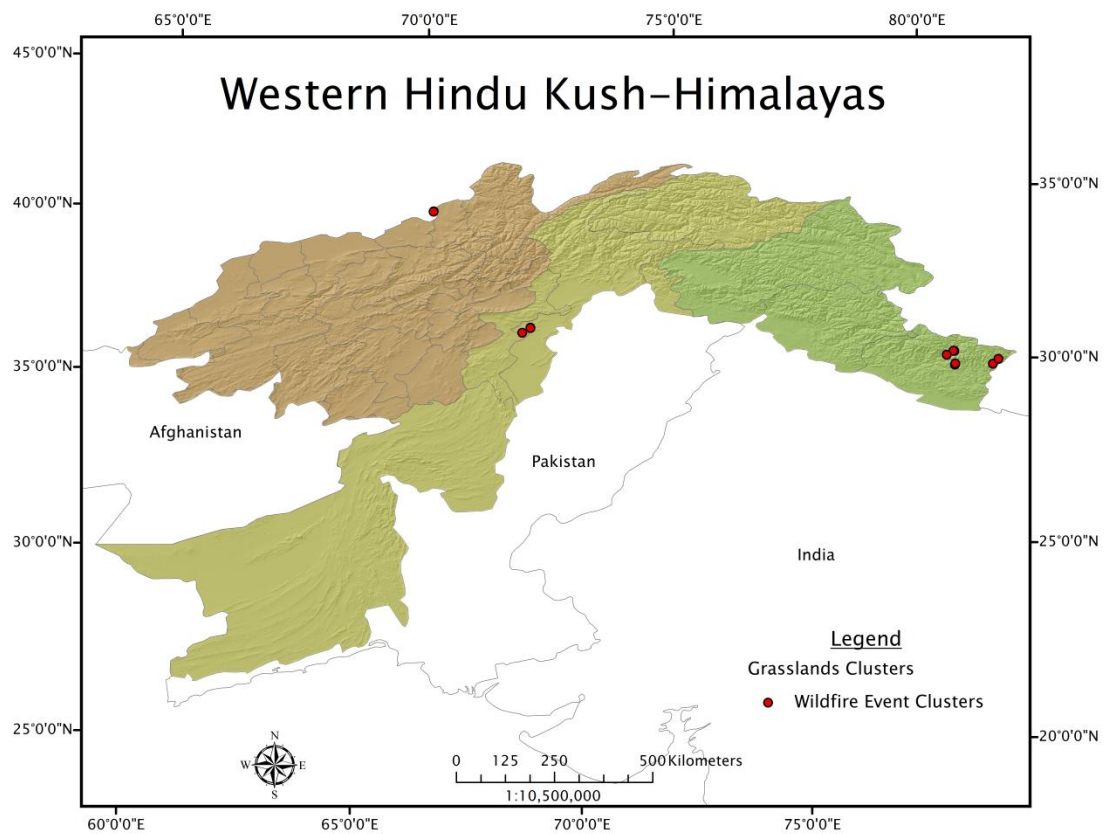 65°0'0"E 70°0'0"E 75°0'0"E 80°0'0"E
45°0'0"N
Western Hindu Kush-Himalayas
40°0'0"N
35°0'0"N
35°0'0"N
30°0'0"N
Afghanistan
Pakistan
30°0'0"N
25°0'0"N
India
Legend
Grasslands Clusters
Wildfire Event Clusters
25°0'0"N
20°0'0"N
N
W E
S
0 125 250 500 Kilometers
1:10,500,000
60°0'0"E 65°0'0"E 70°0'0"E 75°0'0"E